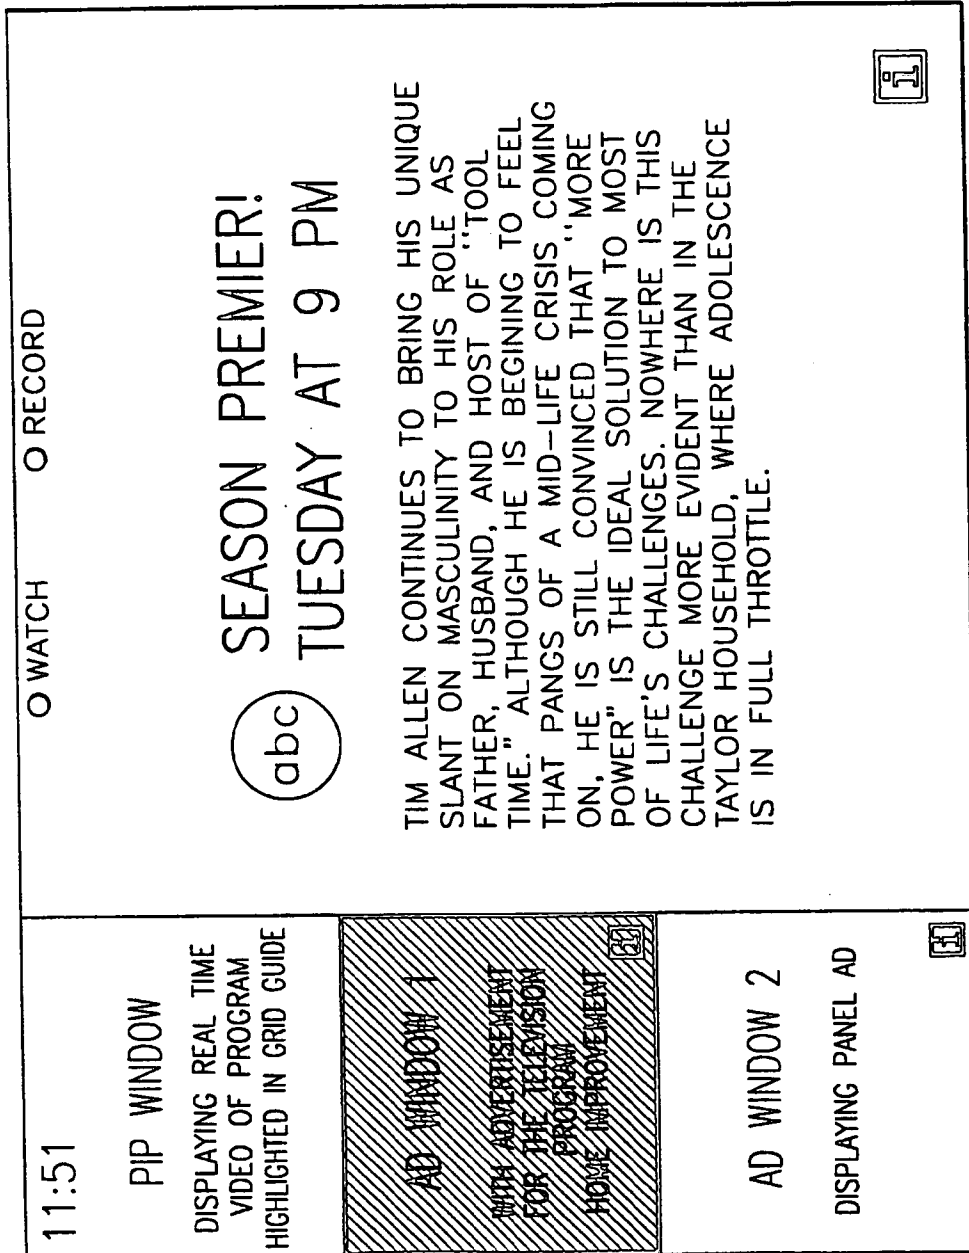 11:51
PIP WINDOW
DISPLAYING REAL TIME
VIDEO OF PROGRAM
HIGHLIGHTED IN GRID GUIDE
AD WINDOW 1
WITH ADVERTISEMENT
FOR THE TELEVISION
PROGRAM
HOME IMPROVEMENT
i
AD WINDOW 2
DISPLAYING PANEL AD
i
O WATCH O RECORD
abc
SEASON PREMIER!
TUESDAY AT 9 PM
TIM ALLEN CONTINUES TO BRING HIS UNIQUE
SLANT ON MASCULINITY TO HIS ROLE AS
FATHER, HUSBAND, AND HOST OF "TOOL
TIME." ALTHOUGH HE IS BEGINING TO FEEL
THAT PANGS OF A MID-LIFE CRISIS COMING
ON, HE IS STILL CONVINCED THAT "MORE
POWER" IS THE IDEAL SOLUTION TO MOST
OF LIFE'S CHALLENGES. NOWHERE IS THIS
CHALLENGE MORE EVIDENT THAN IN THE
TAYLOR HOUSEHOLD, WHERE ADOLESCENCE
IS IN FULL THROTTLE.
i